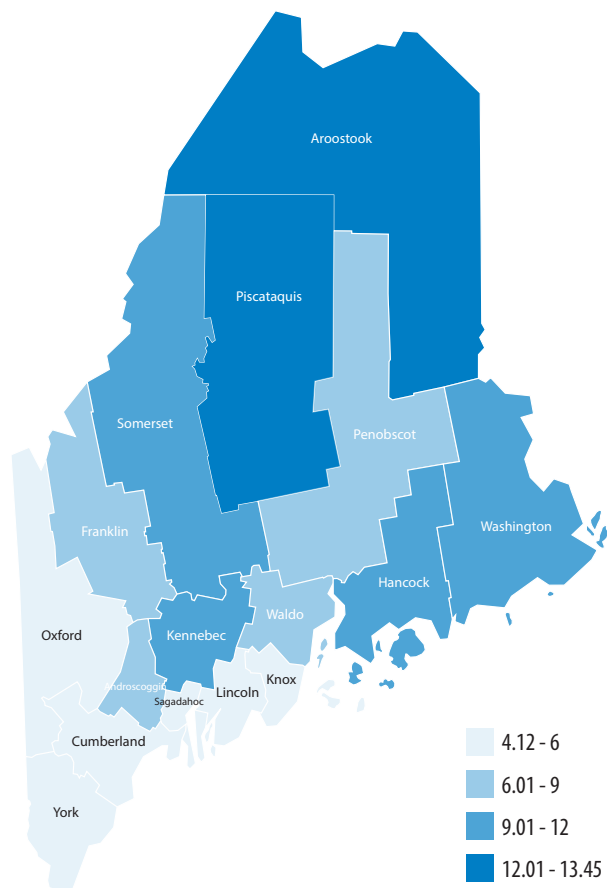 Aroostook
Piscataquis
Somerset
Penobscot
Franklin
Washington
Hancock
Waldo
Oxford
Kennebec
Androscoggin
Knox
Lincoln
Sagadahoc
Cumberland
York
4.12 - 6
6.01 - 9
9.01 - 12
12.01 - 13.45